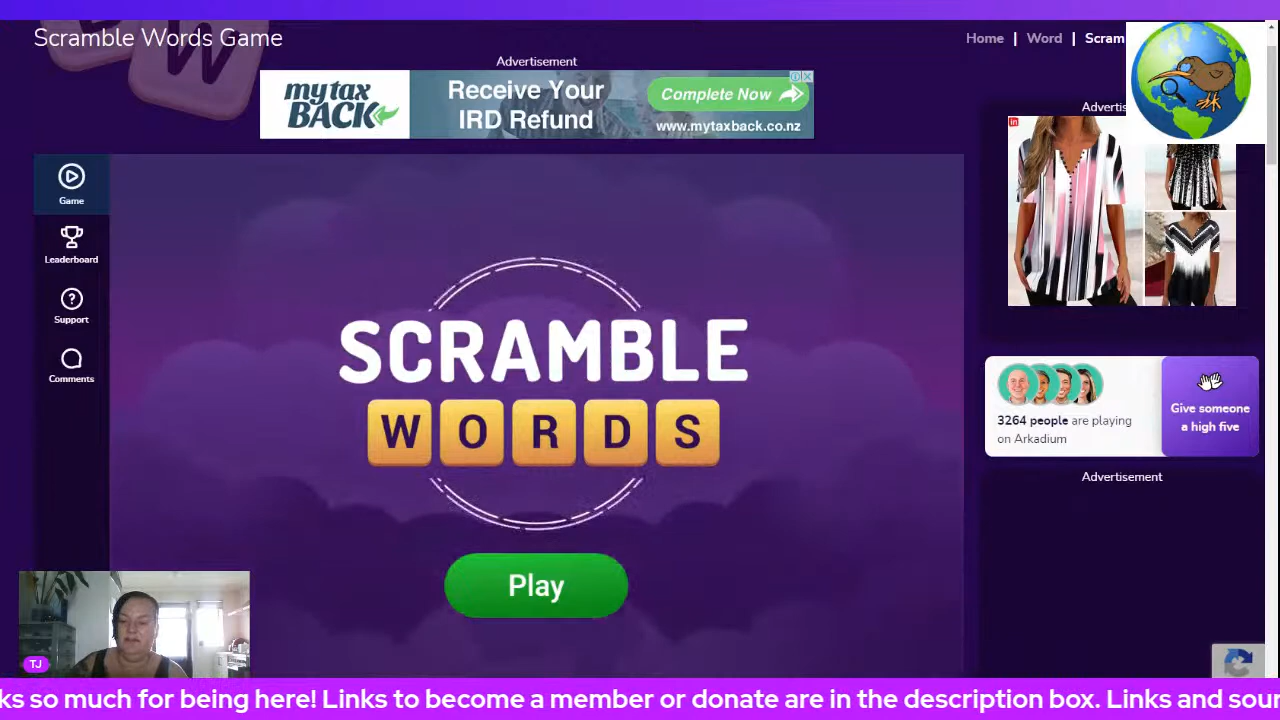 Scramble Words Game
Home | Word | Scram
Advertisement
my tax
BACK
Receive Your
IRD Refund
Complete Now
www.mytaxback.co.nz
Game
Leaderboard
Support
Comments
SCRAMBLE
WORDS
Play
Adverti
3264 people are playing
on Arkadium
Give someone
a high five
Advertisement
TJ
ks so much for being here! Links to become a member or donate are in the description box. Links and sour